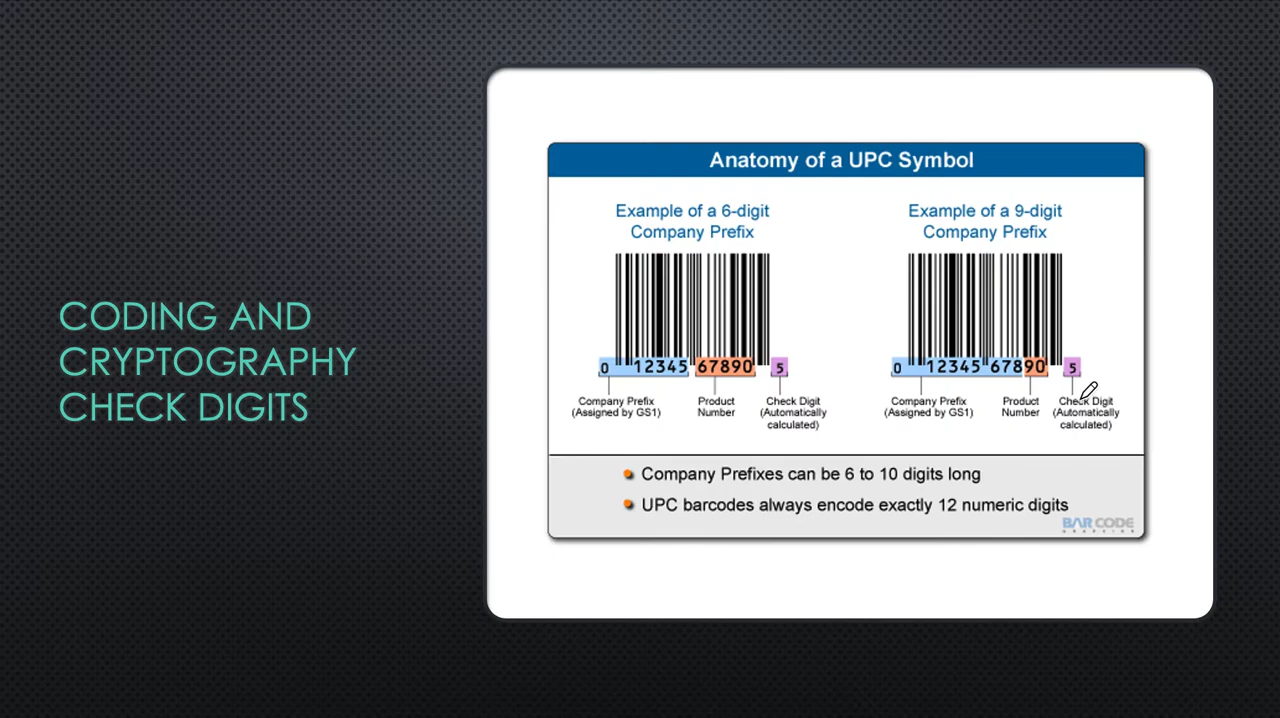 CODING AND
CRYPTOGRAPHY
CHECK DIGITS
Anatomy of a UPC Symbol
Example of a 6-digit
Company Prefix
0 12345 67890 5
Company Prefix
(Assigned by GS1)
Product
Number
Check Digit
(Automatically
calculated)
Example of a 9-digit
Company Prefix
0 12345 67890 5
Company Prefix
(Assigned by GS1)
Product
Number
Check Digit
(Automatically
calculated)
Company Prefixes can be 6 to 10 digits long
UPC barcodes always encode exactly 12 numeric digits
BAR CODE
GRAPHICS